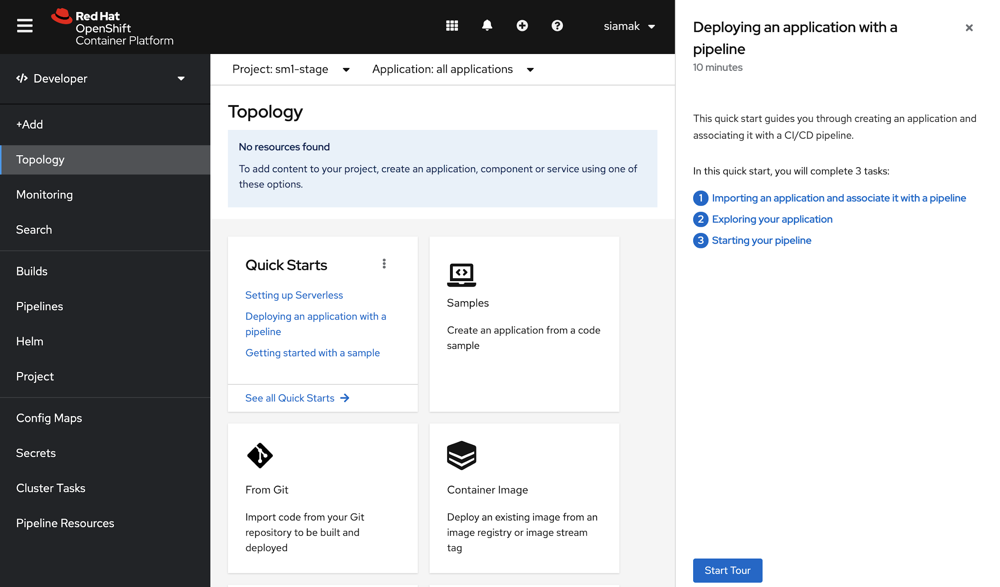 Red Hat
OpenShift
Container Platform
siamak
Developer
+Add
Topology
Monitoring
Search
Builds
Pipelines
Helm
Project
Config Maps
Secrets
Cluster Tasks
Pipeline Resources
Project: sm1-stage
Application: all applications
Topology
No resources found
To add content to your project, create an application, component or service using one of
these options.
Quick Starts
Setting up Serverless
Deploying an application with a
pipeline
Getting started with a sample
See all Quick Starts
Samples
Create an application from a code
sample
From Git
Import code from your Git
repository to be built and
deployed
Container Image
Deploy an existing image from an
image registry or image stream
tag
Deploying an application with a
pipeline
10 minutes
This quick start guides you through creating an application and
associating it with a CI/CD pipeline.
In this quick start, you will complete 3 tasks:
1 Importing an application and associate it with a pipeline
2 Exploring your application
3 Starting your pipeline
Start Tour